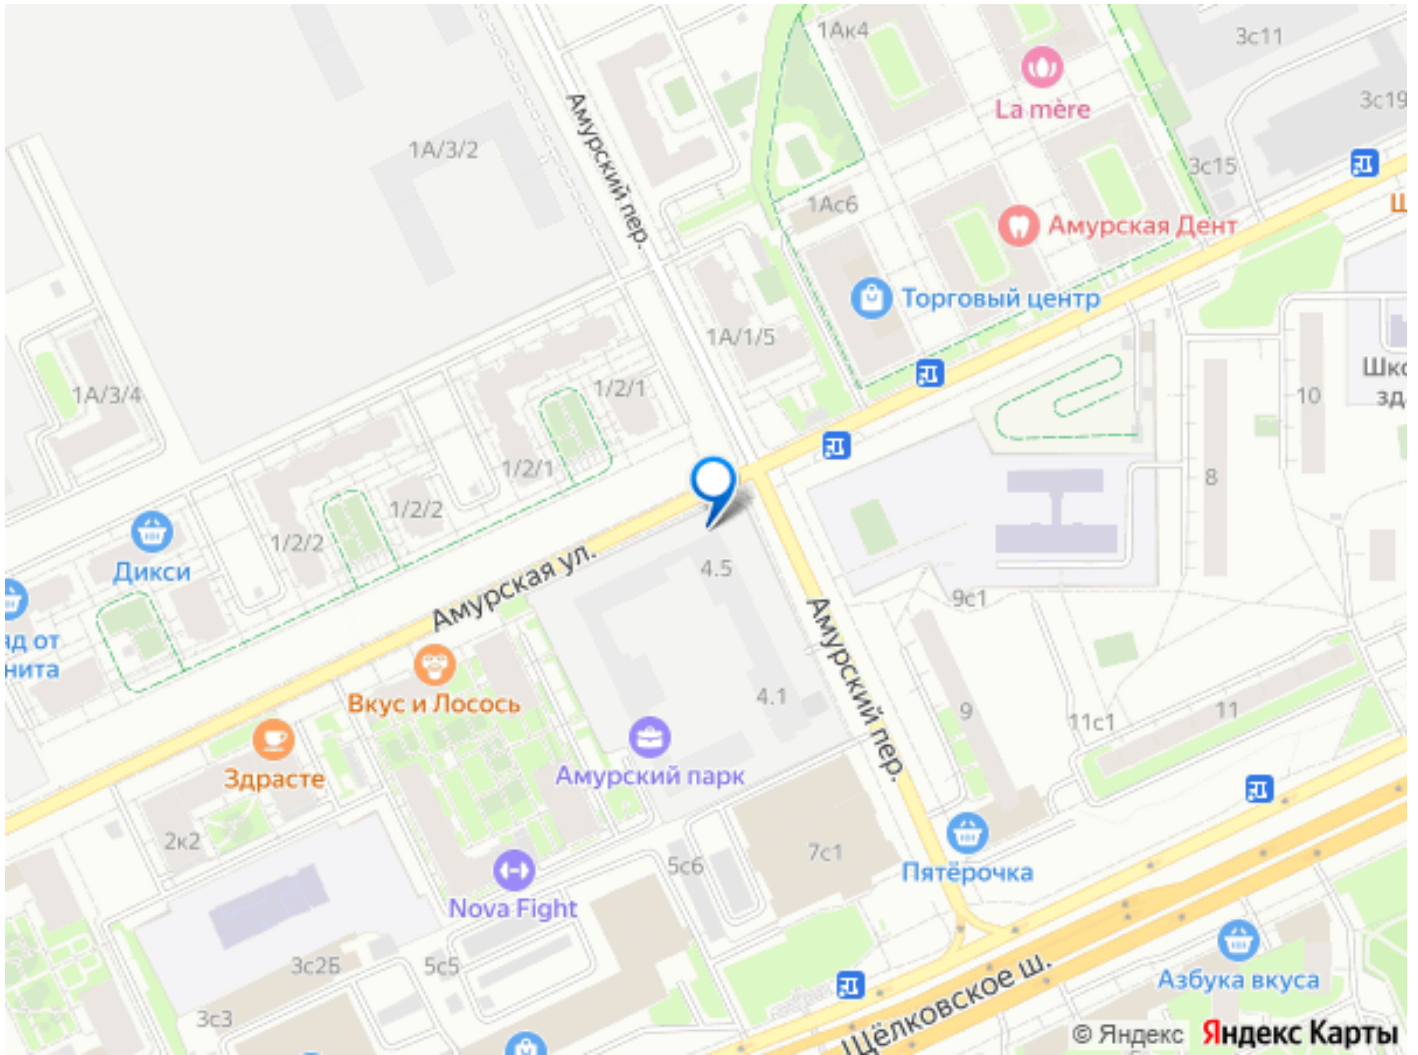 1Ак4
3с11
La mère
3с19
Амурский пер.
1А/3/2
3с15
1Ас6
Амурская Дент
Торговый центр
1А/1/5
1А/3/4
1/2/1
10
1/2/1
8
1/2/2
1/2/2
Дикси
4.5
Амурская ул.
9с1
Амурский пер.
Вкус и Лосось
4.1
9
11с1
11
Здрасте
Амурский парк
2к2
7с1
5с6
Пятёрочка
Nova Fight
3с2Б
5с5
Азбука вкуса
3с3
Щёлковское ш.
© Яндекс Яндекс Карты